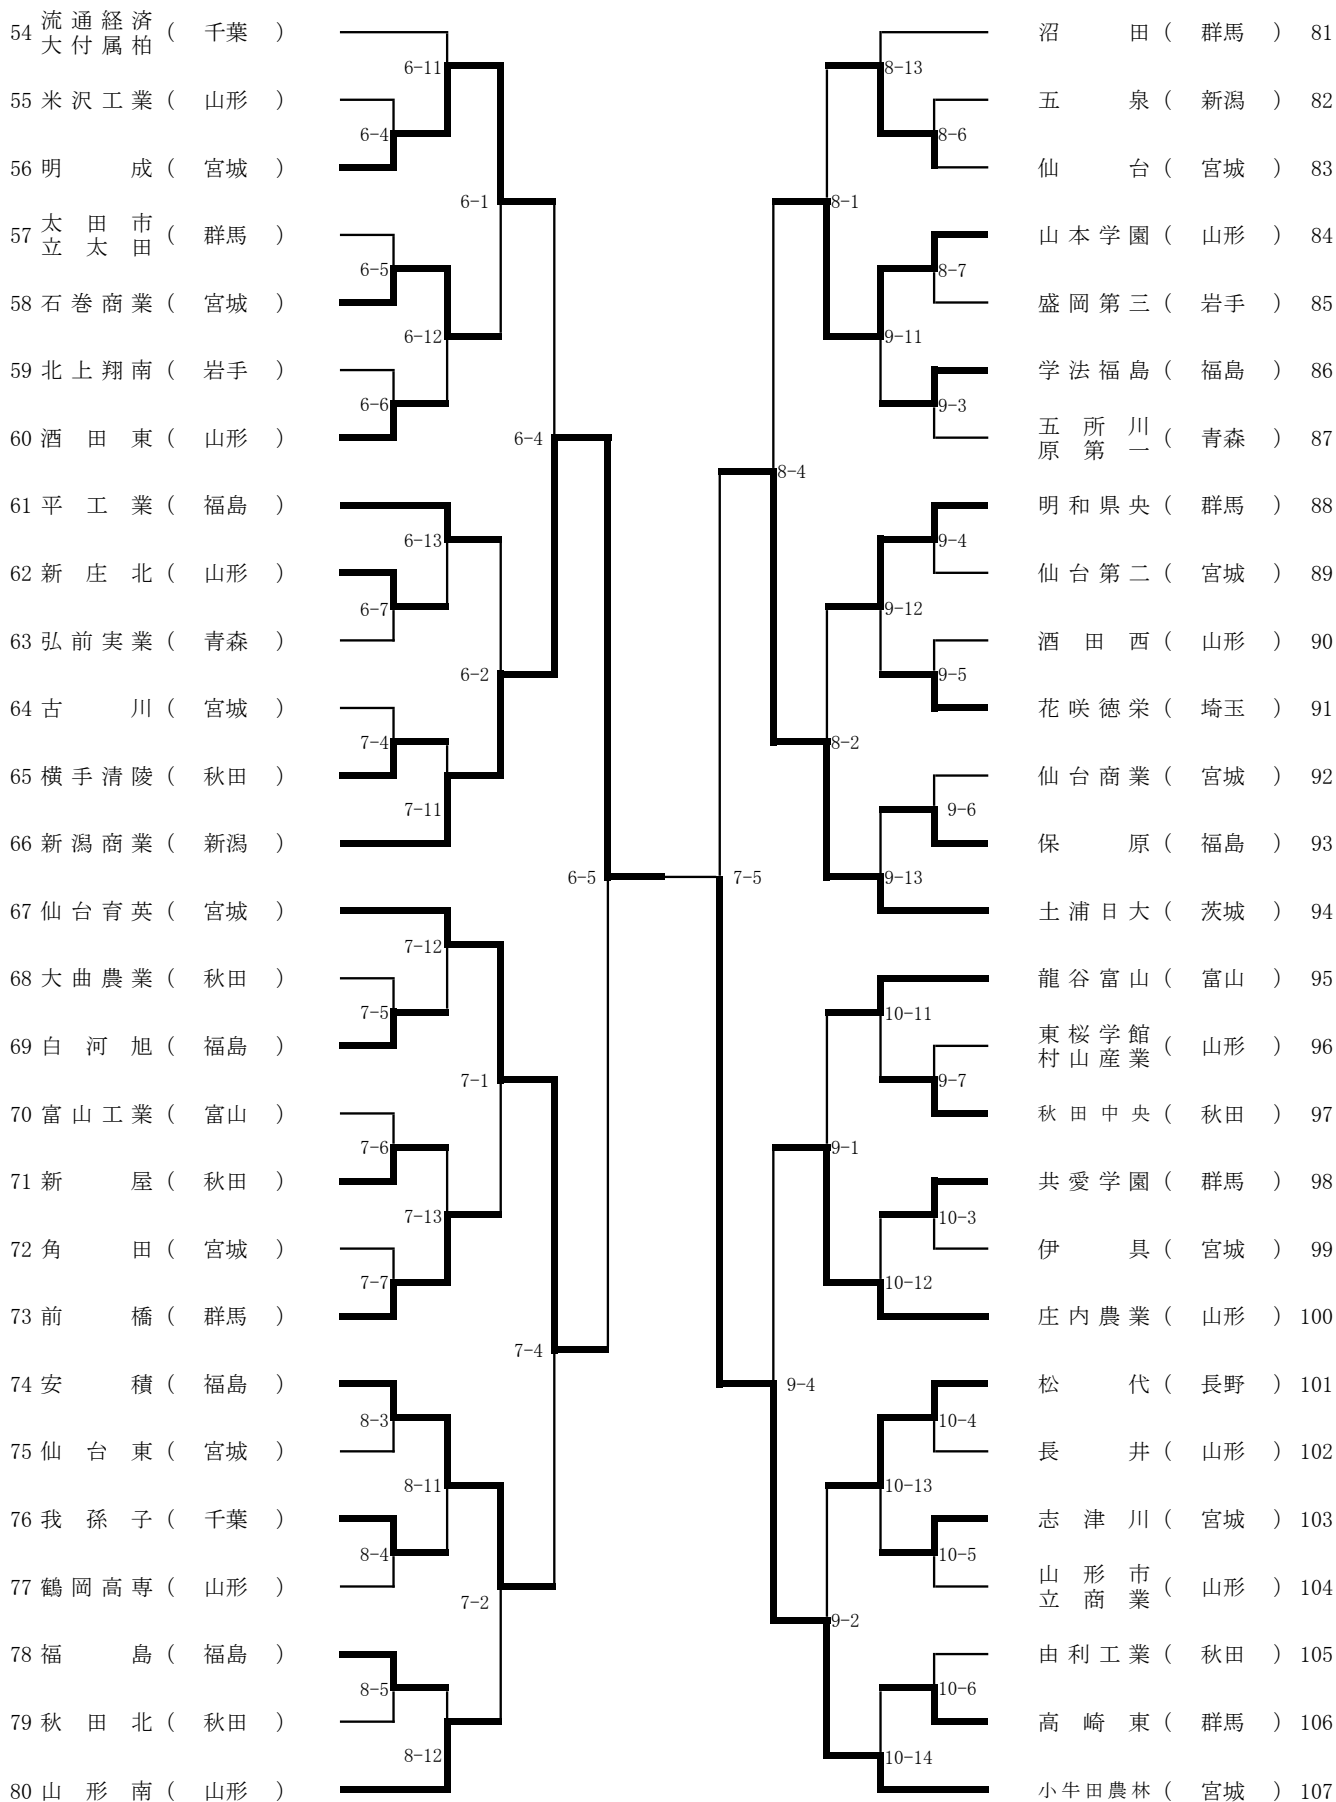 54 流通経済大付属柏 ( 千葉 )
55 米沢工業 ( 山形 )
56 明成 ( 宮城 )
57 太田市立太田 ( 群馬 )
58 石巻商業 ( 宮城 )
59 北上翔南 ( 岩手 )
60 酒田東 ( 山形 )
61 平工業 ( 福島 )
62 新庄北 ( 山形 )
63 弘前実業 ( 青森 )
64 古川 ( 宮城 )
65 横手清陵 ( 秋田 )
66 新潟商業 ( 新潟 )
67 仙台育英 ( 宮城 )
68 大曲農業 ( 秋田 )
69 白河旭 ( 福島 )
70 富山工業 ( 富山 )
71 新屋 ( 秋田 )
72 角田 ( 宮城 )
73 前橋 ( 群馬 )
74 安積 ( 福島 )
75 仙台東 ( 宮城 )
76 我孫子 ( 千葉 )
77 鶴岡高専 ( 山形 )
78 福島 ( 福島 )
79 秋田北 ( 秋田 )
80 山形南 ( 山形 )
6-11
6-4
6-1
6-5
6-12
6-6
6-4
6-13
6-7
6-2
7-4
7-11
6-5
7-12
7-5
7-1
7-6
7-13
7-7
7-4
8-3
8-11
8-4
7-2
8-5
8-12
8-13
8-6
8-1
8-7
9-11
9-3
8-4
9-4
9-12
9-5
8-2
9-6
9-13
7-5
10-11
9-7
9-1
10-3
10-12
9-4
10-4
10-13
10-5
9-2
10-6
10-14
沼田 ( 群馬 ) 81
五泉 ( 新潟 ) 82
仙台 ( 宮城 ) 83
山本学園 ( 山形 ) 84
盛岡第三 ( 岩手 ) 85
学法福島 ( 福島 ) 86
五所川原第一 ( 青森 ) 87
明和県央 ( 群馬 ) 88
仙台第二 ( 宮城 ) 89
酒田西 ( 山形 ) 90
花咲徳栄 ( 埼玉 ) 91
仙台商業 ( 宮城 ) 92
保原 ( 福島 ) 93
土浦日大 ( 茨城 ) 94
龍谷富山 ( 富山 ) 95
東桜学館村山産業 ( 山形 ) 96
秋田中央 ( 秋田 ) 97
共愛学園 ( 群馬 ) 98
伊具 ( 宮城 ) 99
庄内農業 ( 山形 ) 100
松代 ( 長野 ) 101
長井 ( 山形 ) 102
志津川 ( 宮城 ) 103
山形市立商業 ( 山形 ) 104
由利工業 ( 秋田 ) 105
高崎東 ( 群馬 ) 106
小牛田農林 ( 宮城 ) 107